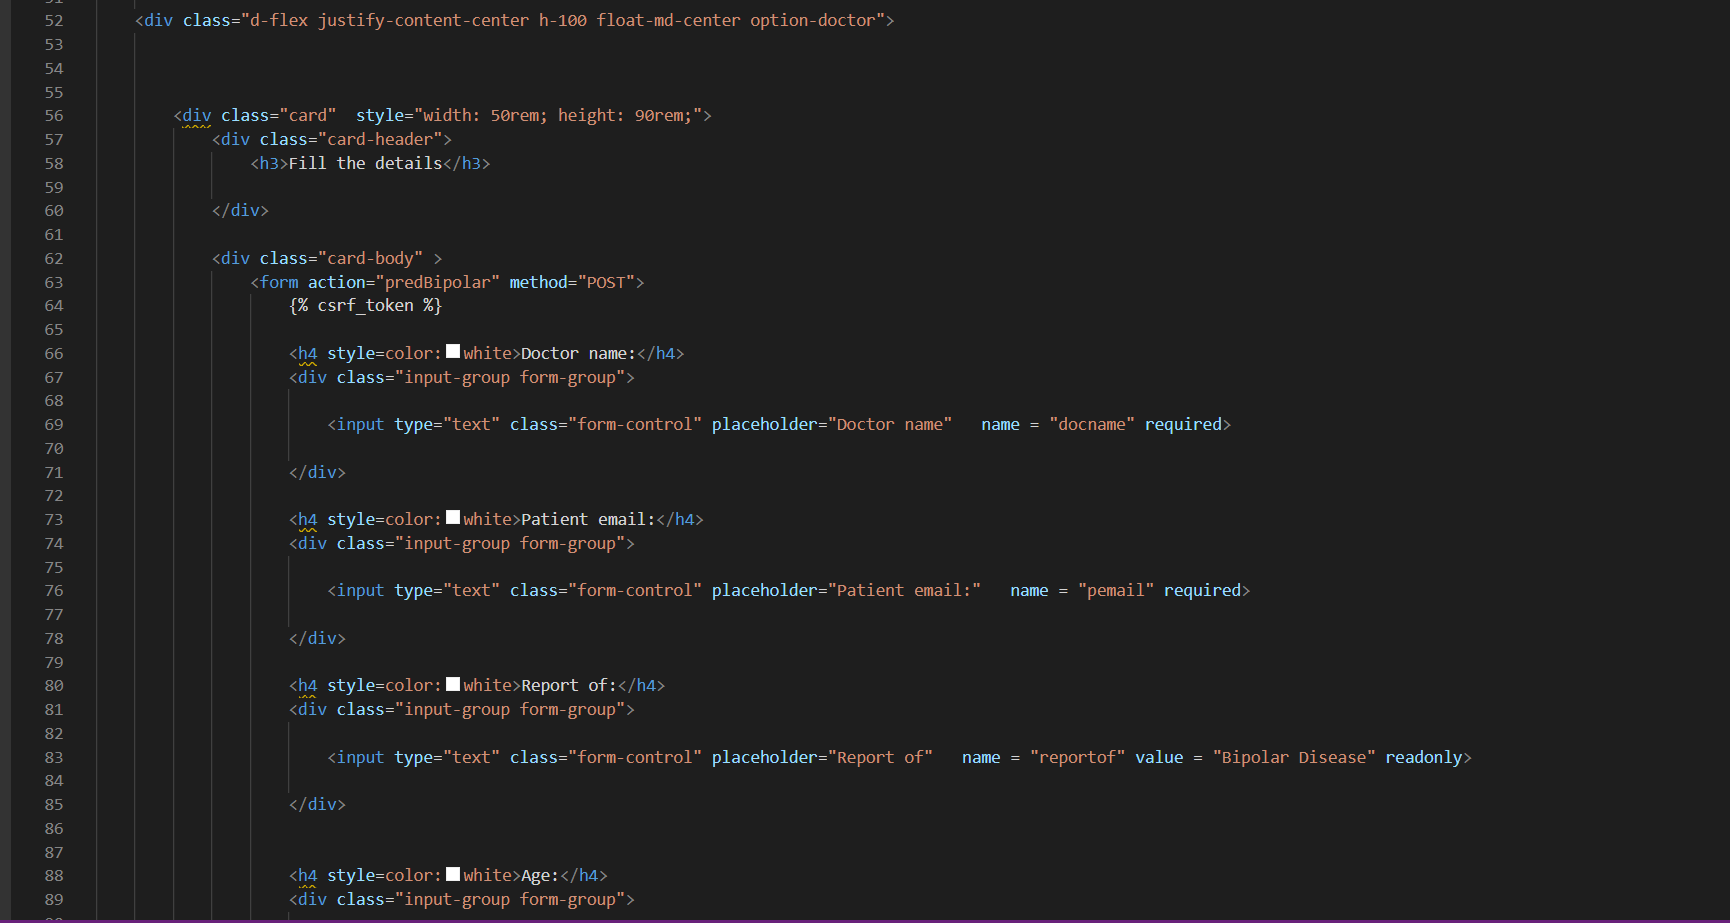 52 <div class="d-flex justify-content-center h-100 float-md-center option-doctor">
53
54
55
56 <div class="card"  style="width: 50rem; height: 90rem;">
57 <div class="card-header">
58 <h3>Fill the details</h3>
59
60 </div>
61
62 <div class="card-body" >
63 <form action="predBipolar" method="POST">
64 {% csrf_token %}
65
66 <h4 style=color:white>Doctor name:</h4>
67 <div class="input-group form-group">
68
69 <input type="text" class="form-control" placeholder="Doctor name"   name = "docname" required>
70
71 </div>
72
73 <h4 style=color:white>Patient email:</h4>
74 <div class="input-group form-group">
75
76 <input type="text" class="form-control" placeholder="Patient email:"   name = "pemail" required>
77
78 </div>
79
80 <h4 style=color:white>Report of:</h4>
81 <div class="input-group form-group">
82
83 <input type="text" class="form-control" placeholder="Report of"   name = "reportof" value = "Bipolar Disease" readonly>
84
85 </div>
86
87
88 <h4 style=color:white>Age:</h4>
89 <div class="input-group form-group">